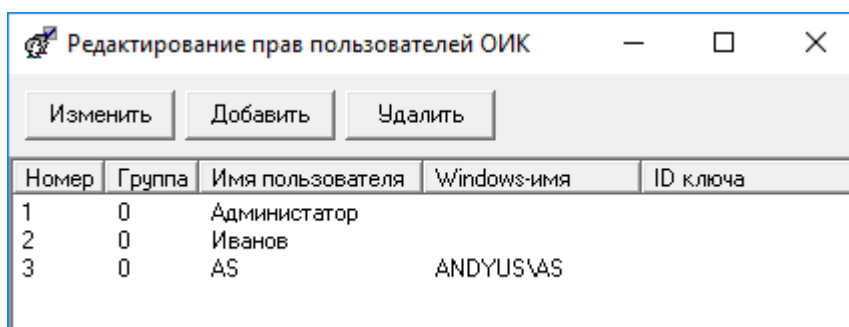 Редактирование прав пользователей ОИК
Изменить Добавить Удалить
Номер Группа Имя пользователя Windows-имя ID ключа
1 0 Администатор
2 0 Иванов
3 0 AS ANDYUS\AS